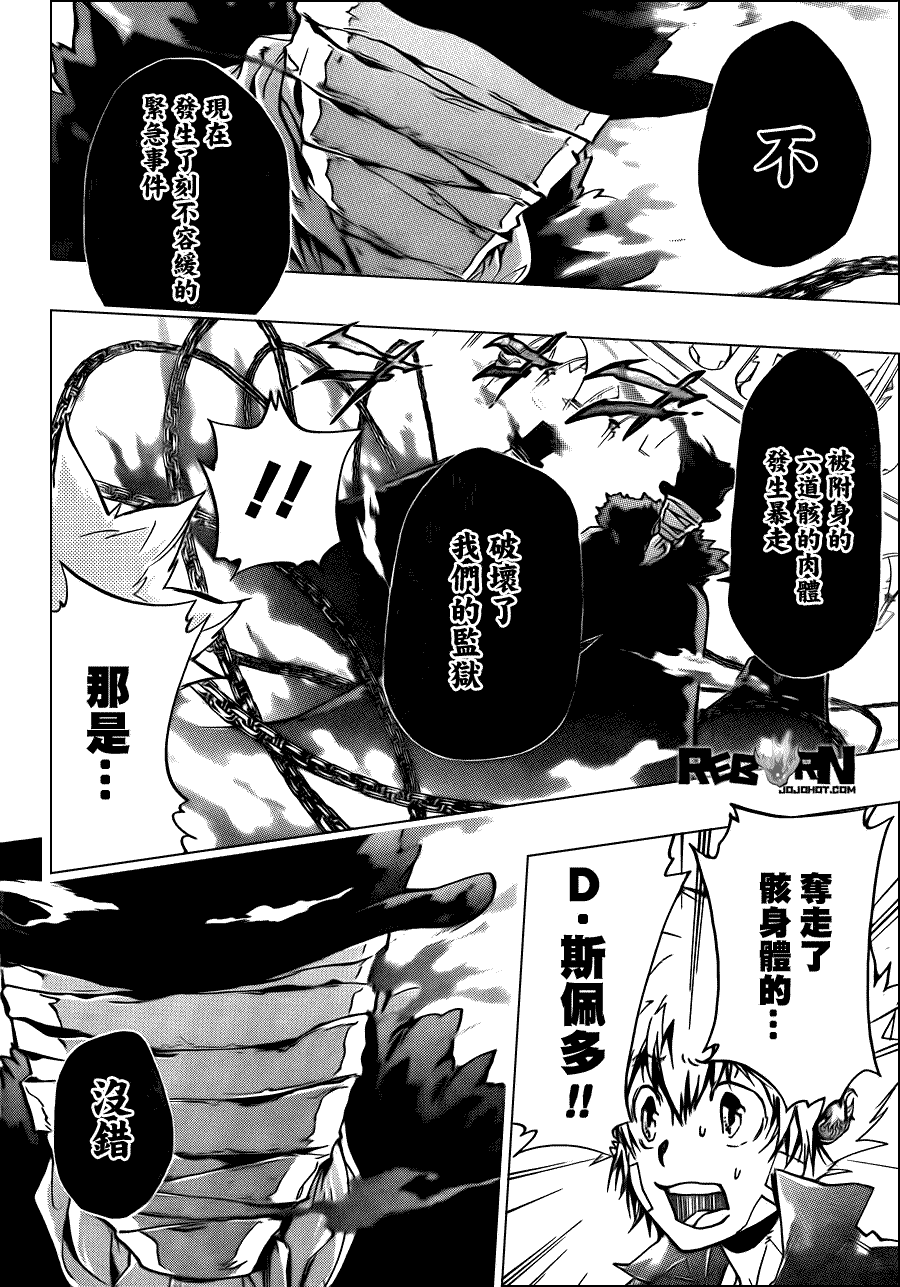 不
現在
發生了刻不容緩的
緊急事件
被附身的
六道骸的肉體
發生暴走
破壞了
我們的監獄
!!
那是…
REBORN
JOJOHOT.COM
奪走了
骸身體的…
D·斯佩多!!
沒錯